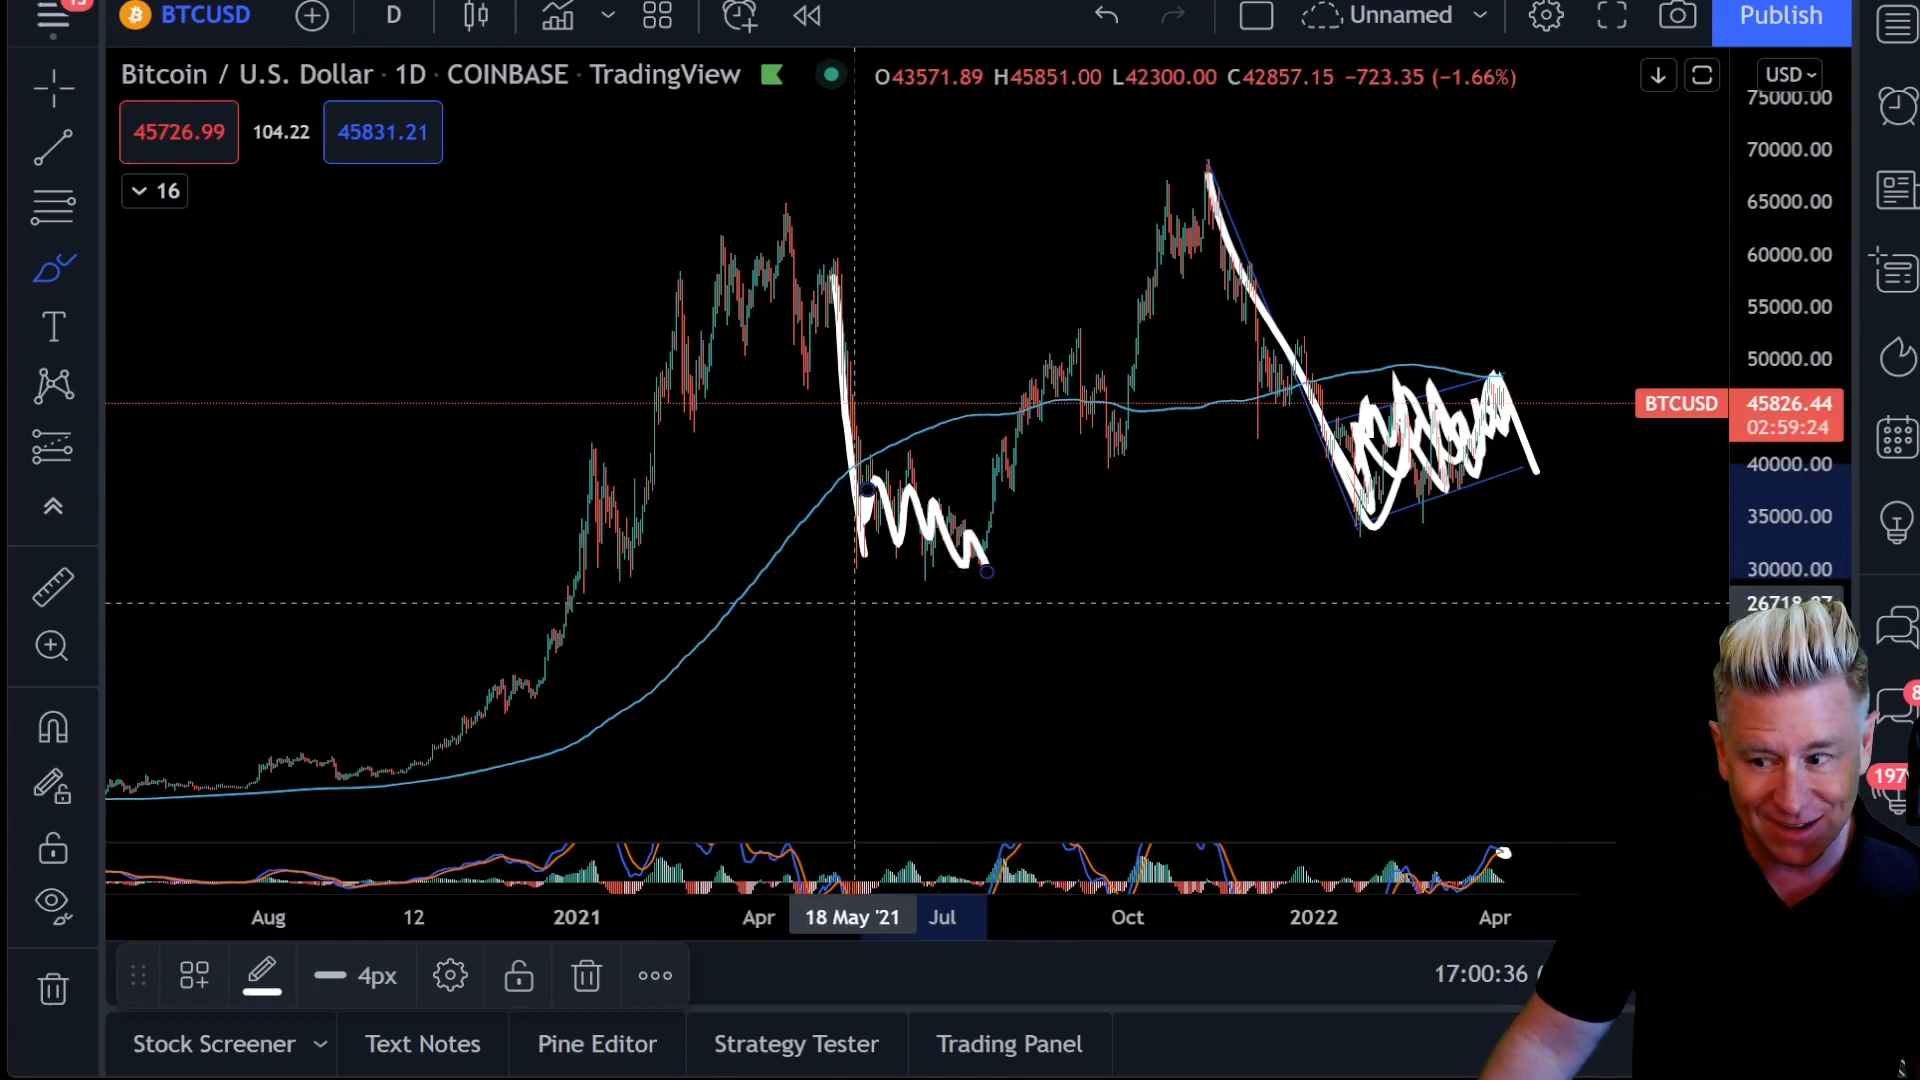 BTCUSD
D
Unnamed
Publish
Bitcoin / U.S. Dollar · 1D · COINBASE · TradingView
O43571.89 H45851.00 L42300.00 C42857.15 −723.35 (−1.66%)
USD
45726.99
104.22
45831.21
16
75000.00
70000.00
65000.00
60000.00
55000.00
50000.00
BTCUSD
45826.44
02:59:24
40000.00
35000.00
30000.00
197
Aug
12
2021
Apr
18 May '21
Jul
Oct
2022
Apr
4px
17:00:36
Stock Screener
Text Notes
Pine Editor
Strategy Tester
Trading Panel